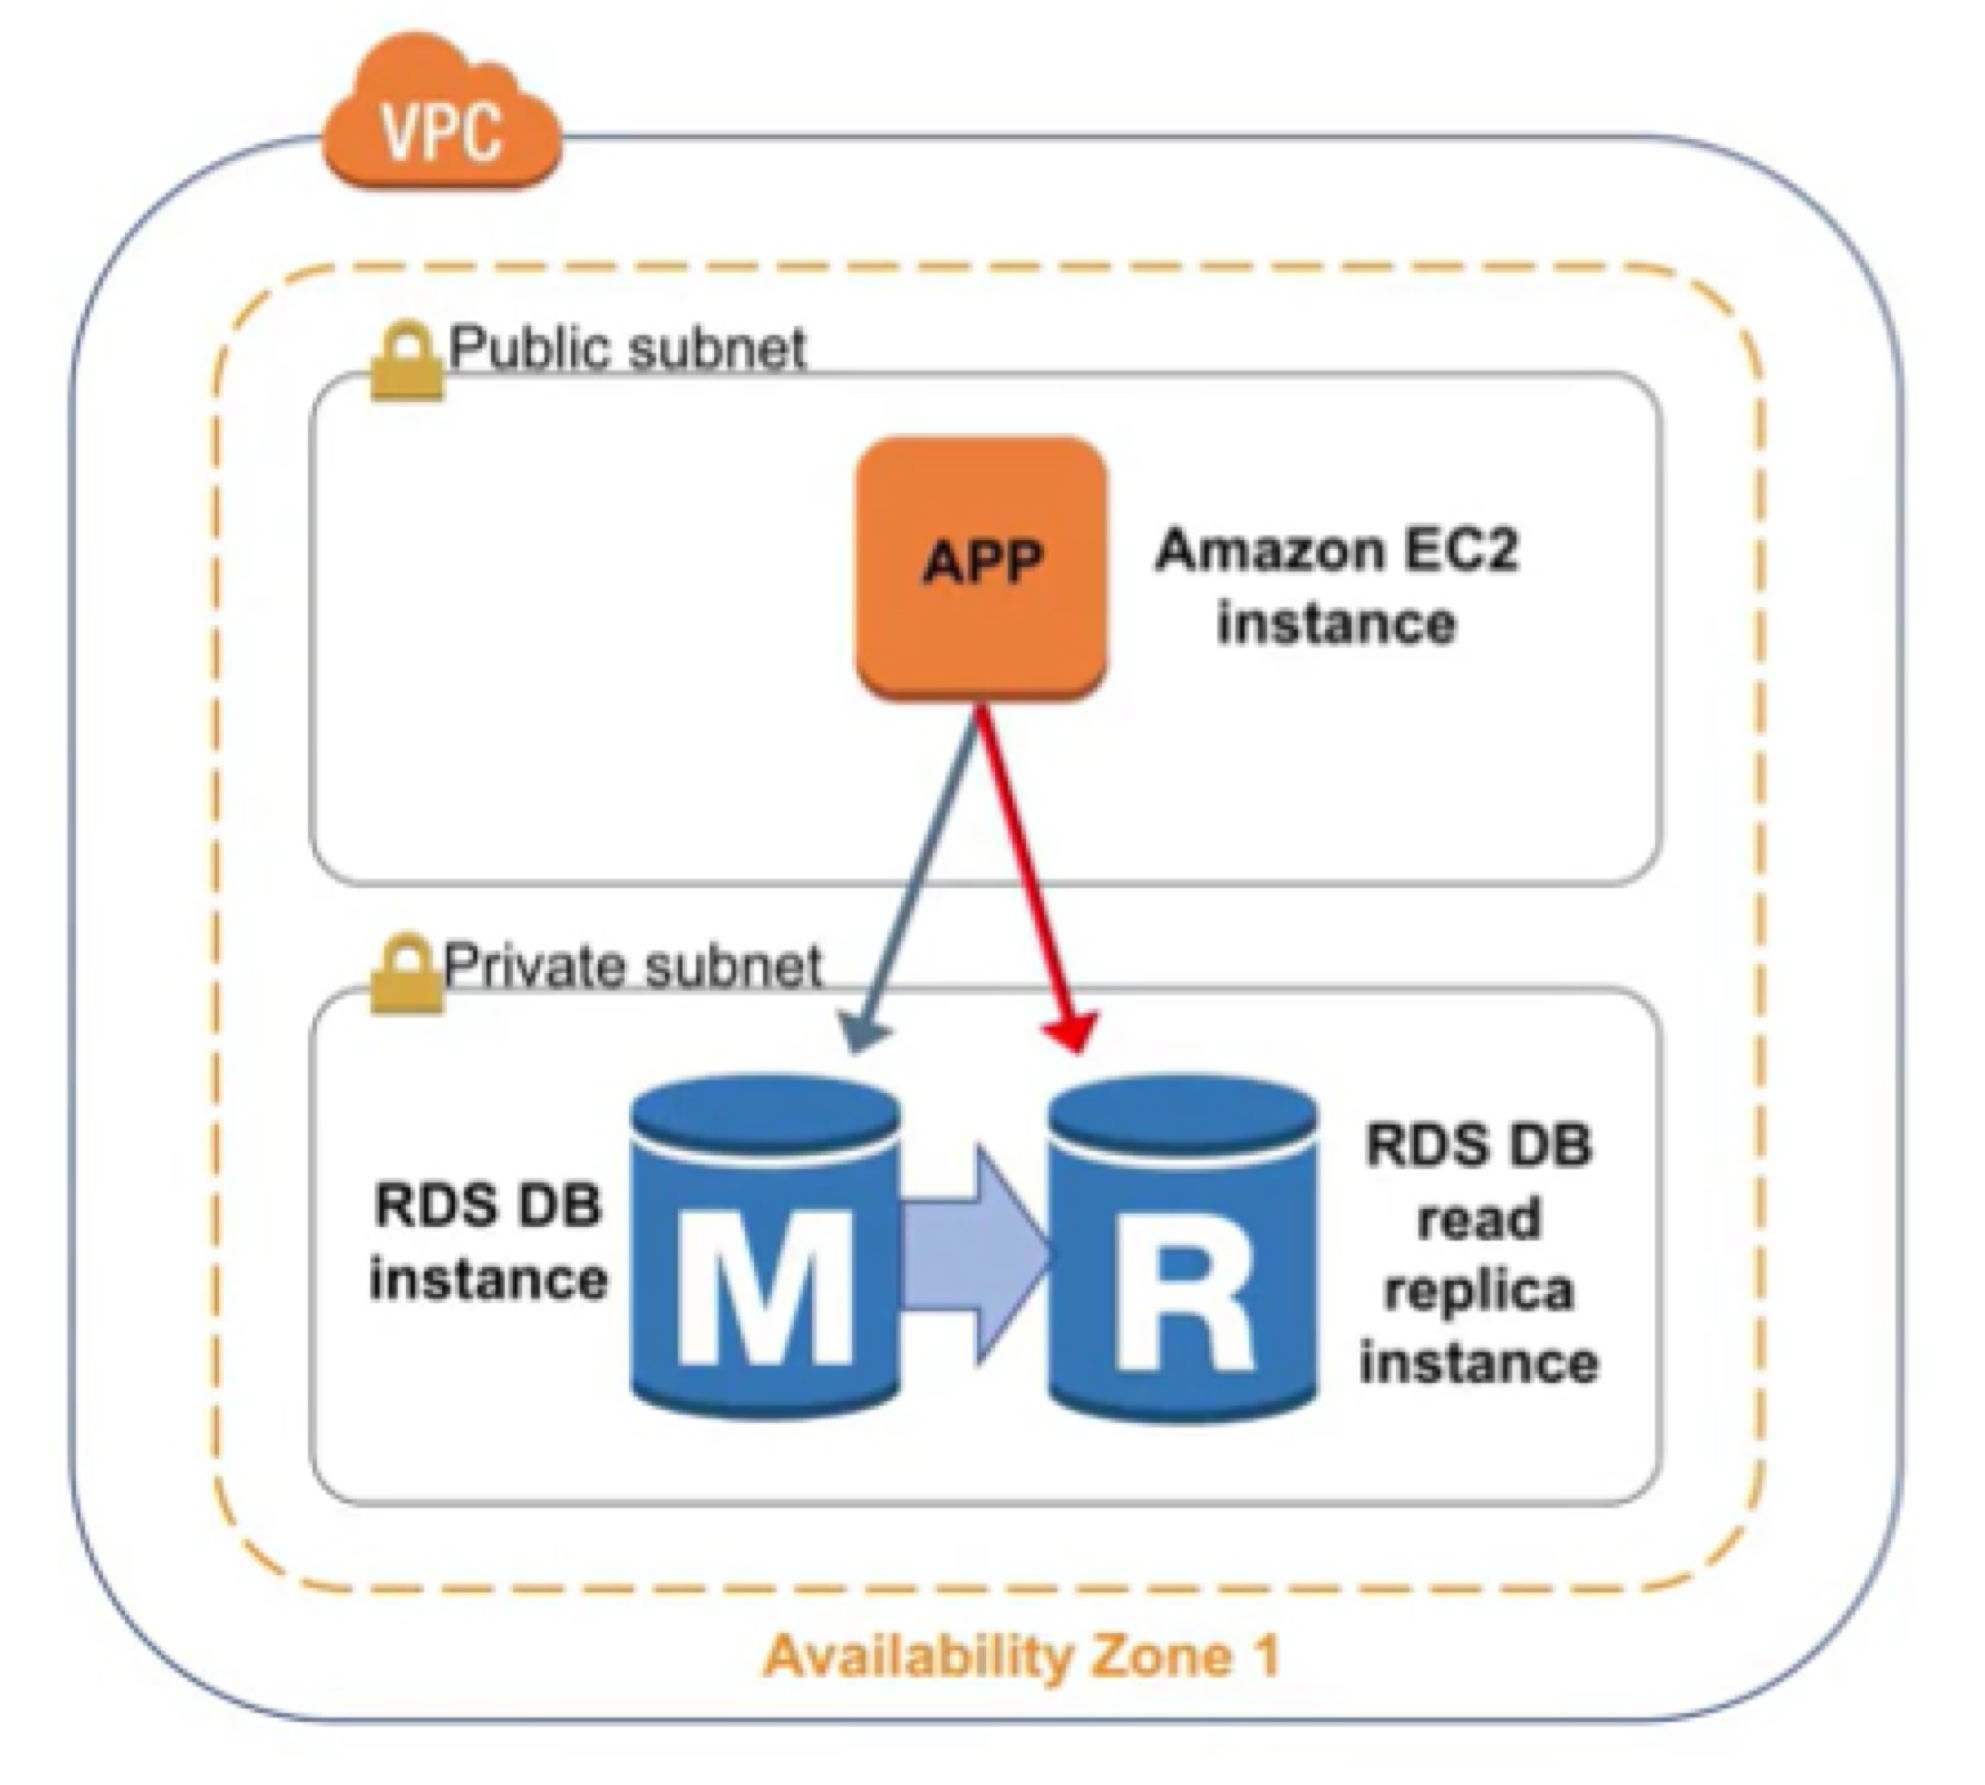 VPC
Public subnet
APP
Amazon EC2
instance
Private subnet
RDS DB
instance
M
R
RDS DB
read
replica
instance
Availability Zone 1